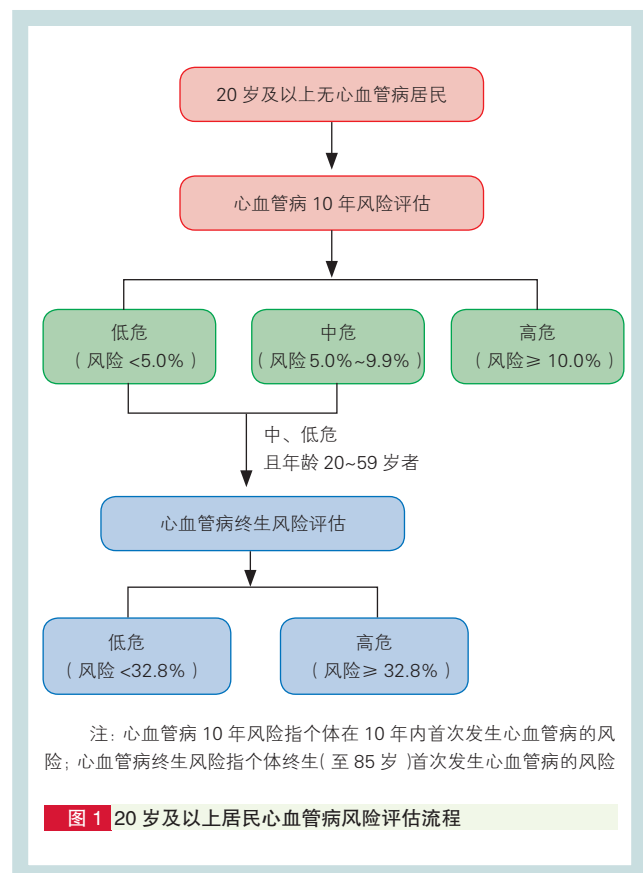 20 岁及以上无心血管病居民
心血管病 10 年风险评估
低危
（风险 <5.0%）
中危
（风险 5.0%~9.9%）
高危
（风险≥ 10.0%）
中、低危
且年龄 20~59 岁者
心血管病终生风险评估
低危
（风险 <32.8%）
高危
（风险≥ 32.8%）
注：心血管病 10 年风险指个体在 10 年内首次发生心血管病的风
险；心血管病终生风险指个体终生（至 85 岁）首次发生心血管病的风险
图 1 20 岁及以上居民心血管病风险评估流程